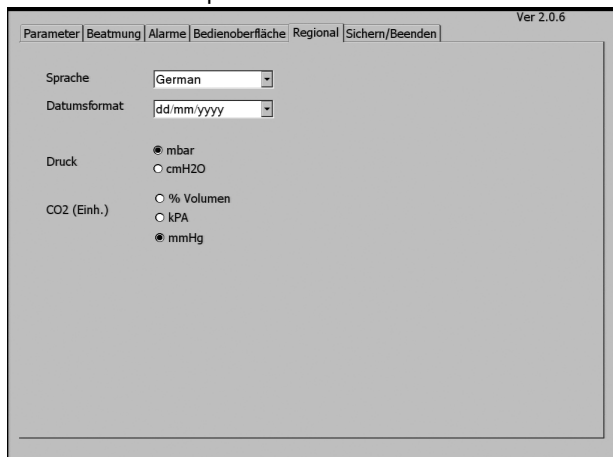 Ver 2.0.6
Parameter Beatmung Alarme Bedienoberfläche Regional Sichern/Beenden
Sprache German
Datumsformat dd/mm/yyyy
Druck
mbar
cmH2O
CO2 (Einh.)
% Volumen
kPA
mmHg